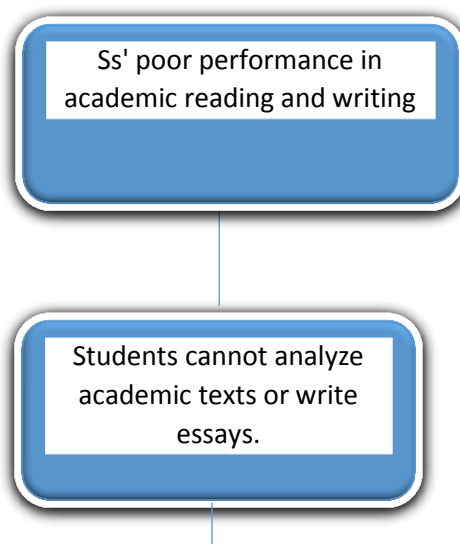 Ss' poor performance in
academic reading and writing
Students cannot analyze
academic texts or write
essays.